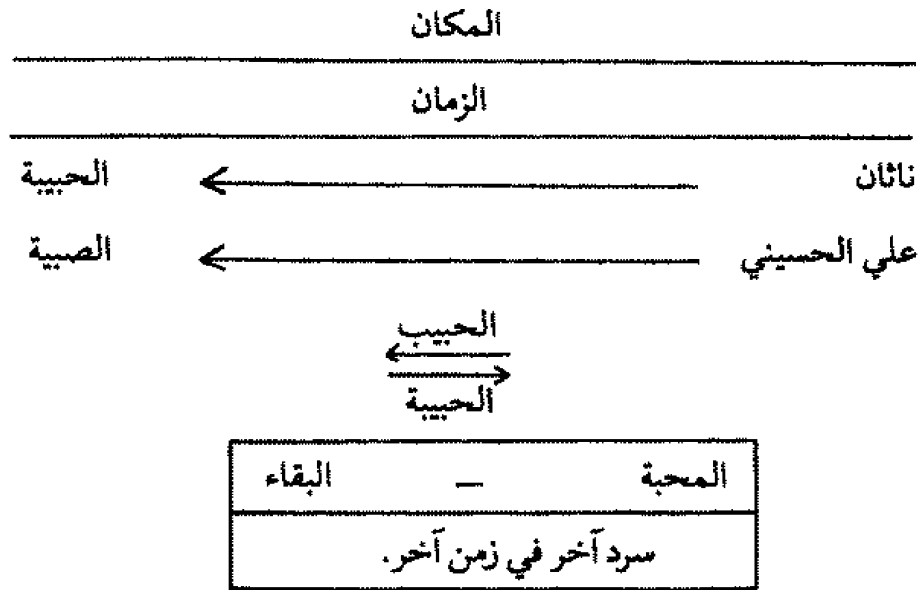 المكان
الزمان
ناثان الحبيبة
علي الحسيني الصبية
الحبيب
الحبيبة
المحبة — البقاء
سرد آخر في زمن آخر.